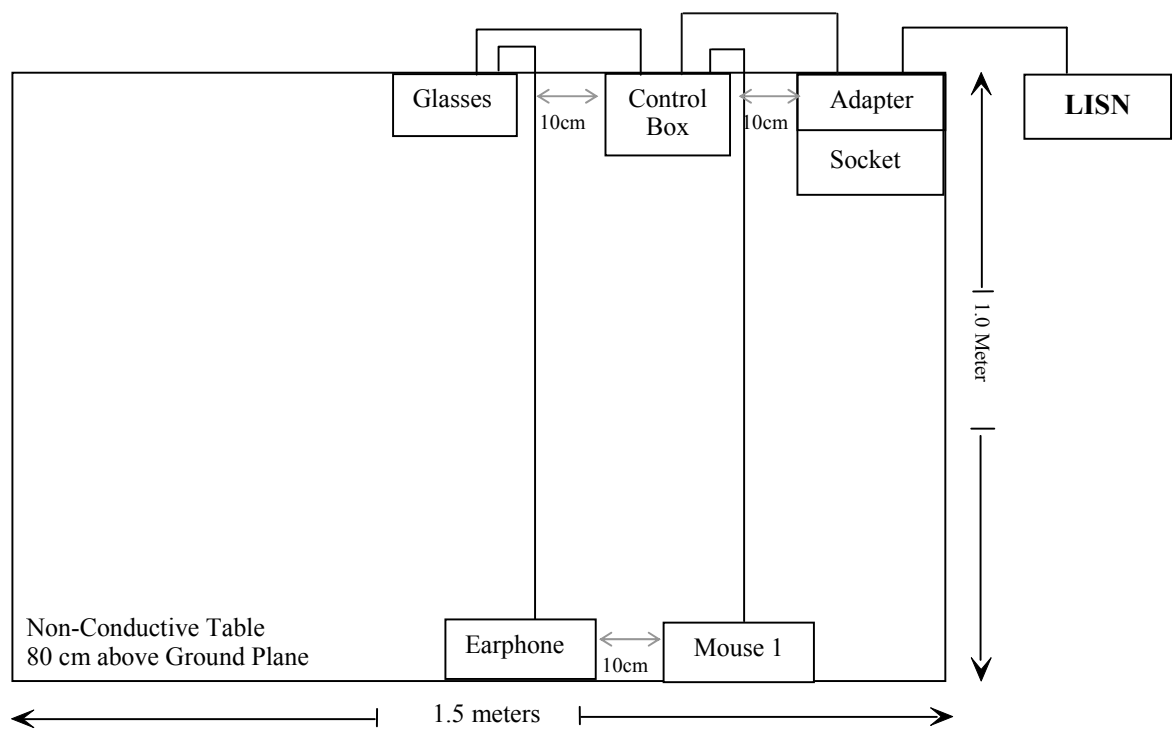 Glasses
10cm
Control
Box
10cm
Adapter
Socket
LISN
1.0 Meter
Non-Conductive Table
80 cm above Ground Plane
Earphone
10cm
Mouse 1
1.5 meters